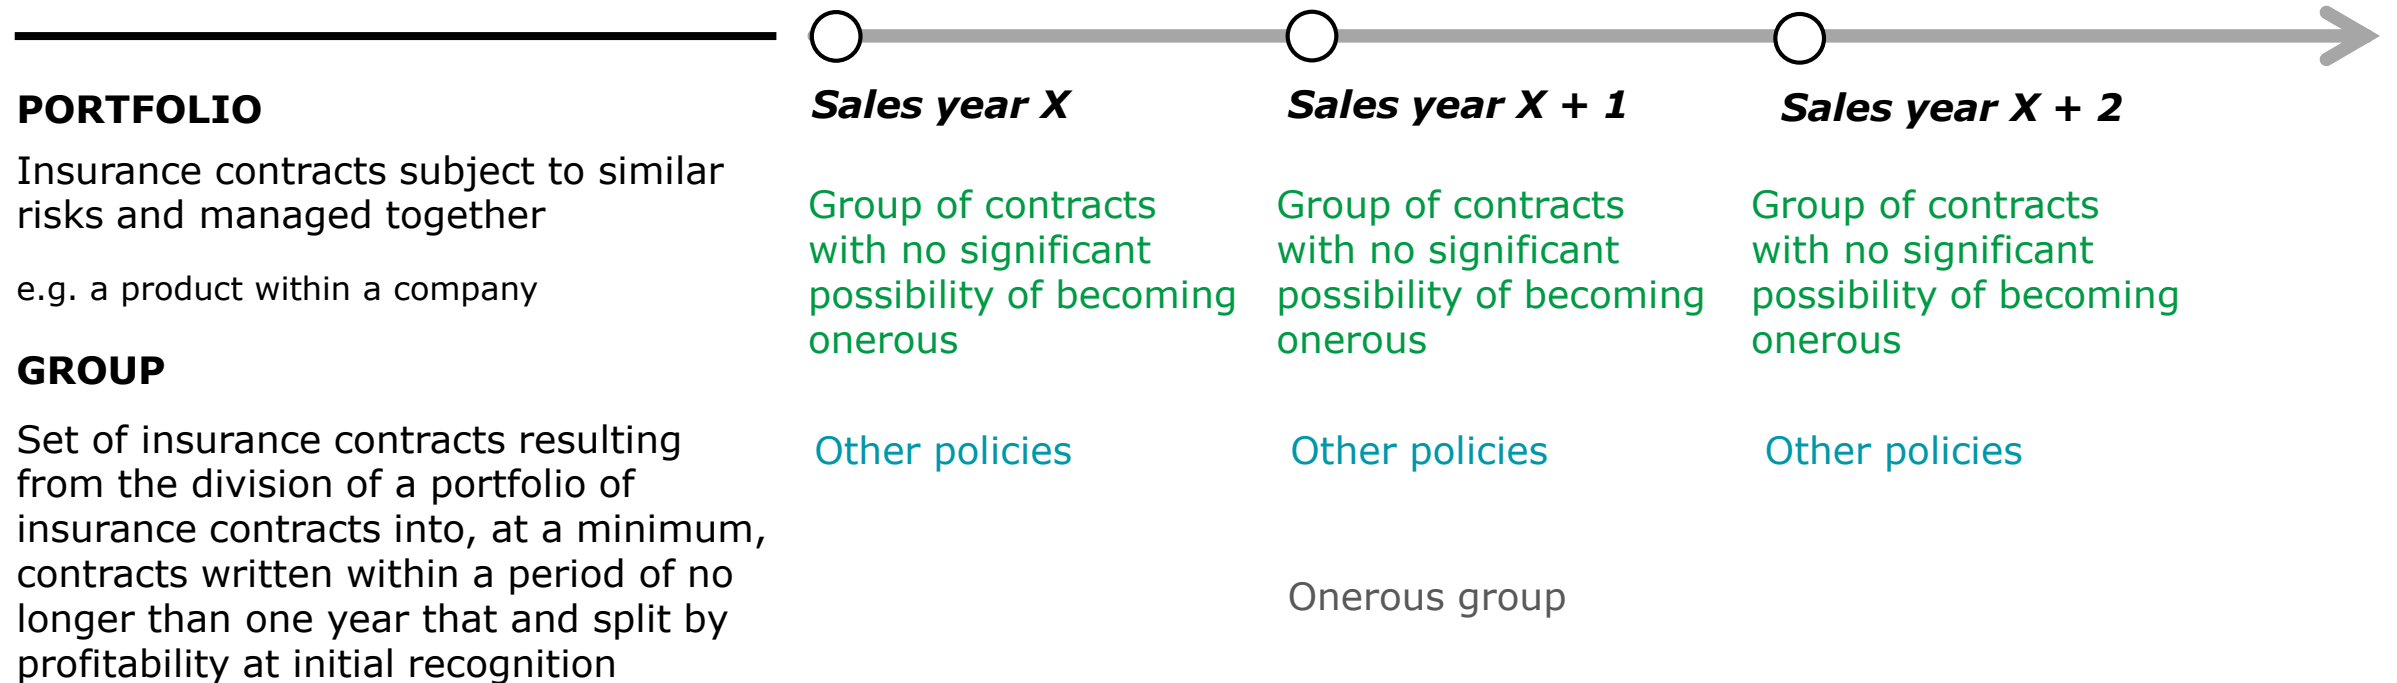 PORTFOLIO
Insurance contracts subject to similar
risks and managed together
e.g. a product within a company
GROUP
Set of insurance contracts resulting
from the division of a portfolio of
insurance contracts into, at a minimum,
contracts written within a period of no
longer than one year that and split by
profitability at initial recognition
Sales year X
Group of contracts
with no significant
possibility of becoming
onerous
Other policies
Sales year X + 1
Group of contracts
with no significant
possibility of becoming
onerous
Other policies
Onerous group
Sales year X + 2
Group of contracts
with no significant
possibility of becoming
onerous
Other policies